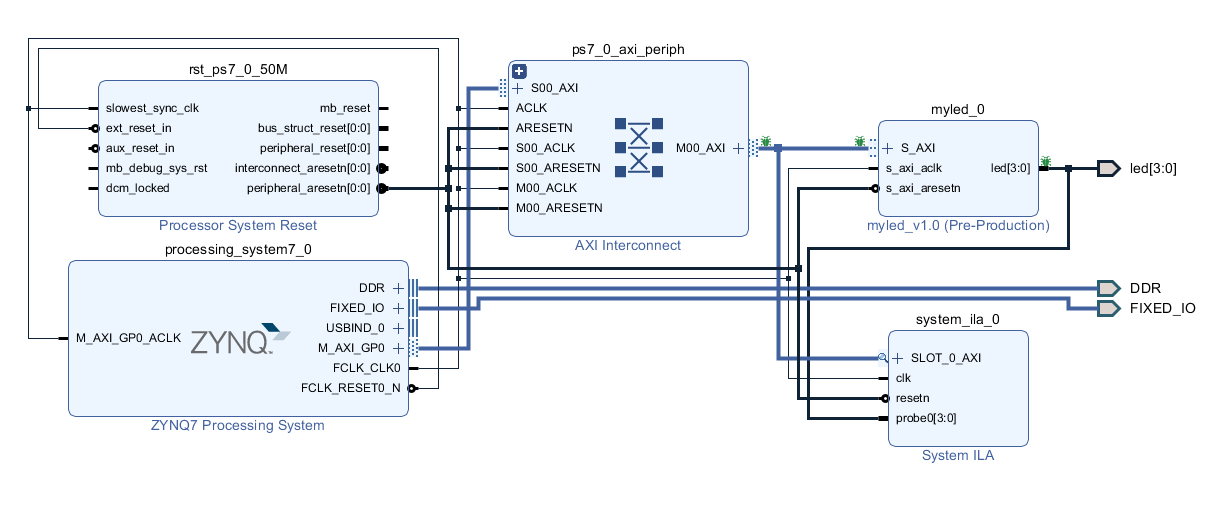 rst_ps7_0_50M
slowest_sync_clk
ext_reset_in
aux_reset_in
mb_debug_sys_rst
dcm_locked
mb_reset
bus_struct_reset[0:0]
peripheral_reset[0:0]
interconnect_aresetn[0:0]
peripheral_aresetn[0:0]
Processor System Reset
processing_system7_0
M_AXI_GP0_ACLK
ZYNQ
DDR
FIXED_IO
USBIND_0
M_AXI_GP0
FCLK_CLK0
FCLK_RESET0_N
ZYNQ7 Processing System
ps7_0_axi_periph
S00_AXI
ACLK
ARESETN
S00_ACLK
S00_ARESETN
M00_ACLK
M00_ARESETN
M00_AXI
AXI Interconnect
myled_0
S_AXI
s_axi_aclk
s_axi_aresetn
led[3:0]
myled_v1.0 (Pre-Production)
led[3:0]
DDR
FIXED_IO
system_ila_0
SLOT_0_AXI
clk
resetn
probe0[3:0]
System ILA